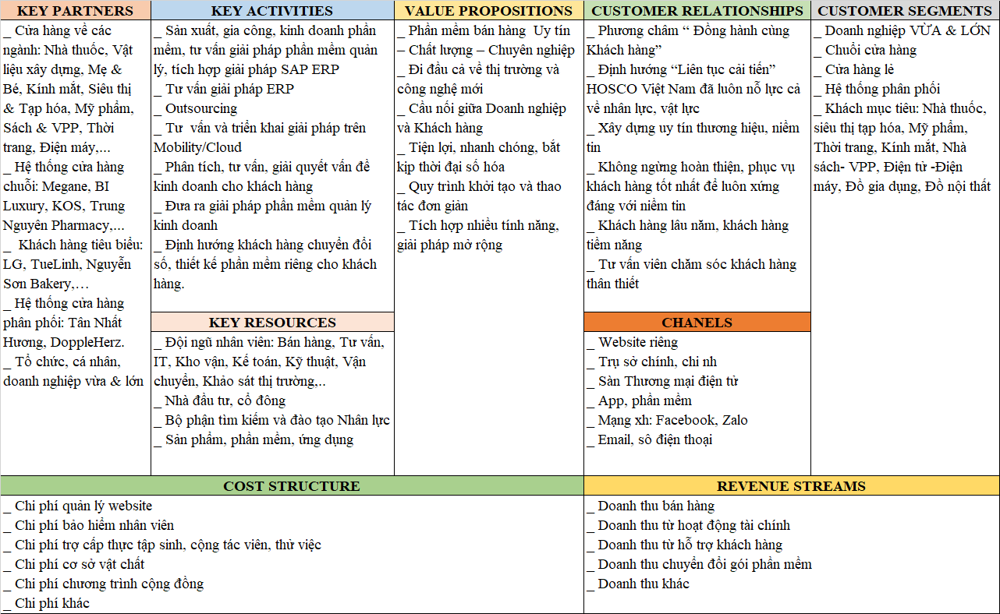 KEY PARTNERS
_ Cửa hàng về các
ngành: Nhà thuốc, Vật
liệu xây dựng, Mẹ &
Bé, Kính mắt, Siêu thị
& Tạp hóa, Mỹ phẩm,
Sách & VPP, Thời
trang, Điện máy,...
_ Hệ thống cửa hàng
chuỗi: Megane, BI
Luxury, KOS, Trung
Nguyên Pharmacy,...
_ Khách hàng tiêu biểu:
LG, TueLinh, Nguyễn
Sơn Bakery,…
_ Hệ thống cửa hàng
phân phối: Tân Nhất
Hương, DoppleHerz.
_ Tổ chức, cá nhân,
doanh nghiệp vừa & lớn
KEY ACTIVITIES
_ Sản xuất, gia công, kinh doanh phần
mềm, tư vấn giải pháp phần mềm quản
lý, tích hợp giải pháp SAP ERP
_ Tư vấn giải pháp ERP
_ Outsourcing
_ Tư vấn và triển khai giải pháp trên
Mobility/Cloud
_ Phân tích, tư vấn, giải quyết vấn đề
kinh doanh cho khách hàng
_ Đưa ra giải pháp phần mềm quản lý
kinh doanh
_ Định hướng khách hàng chuyển đổi
số, thiết kế phần mềm riêng cho khách
hàng.
KEY RESOURCES
_ Đội ngũ nhân viên: Bán hàng, Tư vấn,
IT, Kho vận, Kế toán, Kỹ thuật, Vận
chuyển, Khảo sát thị trường,..
_ Nhà đầu tư, cổ đông
_ Bộ phận tìm kiếm và đào tạo Nhân lực
_ Sản phẩm, phần mềm, ứng dụng
VALUE PROPOSITIONS
_ Phần mềm bán hàng Uy tín
– Chất lượng – Chuyên nghiệp
_ Đi đầu cả về thị trường và
công nghệ mới
_ Cầu nối giữa Doanh nghiệp
và Khách hàng
_ Tiện lợi, nhanh chóng, bắt
kịp thời đại số hóa
_ Quy trình khởi tạo và thao
tác đơn giản
_ Tích hợp nhiều tính năng,
giải pháp mở rộng
CUSTOMER RELATIONSHIPS
_ Phương châm “ Đồng hành cùng
Khách hàng”
_ Định hướng “Liên tục cải tiến”
HOSCO Việt Nam đã luôn nỗ lực cả
về nhân lực, vật lực
_ Xây dựng uy tín thương hiệu, niềm
tin
_ Không ngừng hoàn thiện, phục vụ
khách hàng tốt nhất để luôn xứng
đáng với niềm tin
_ Khách hàng lâu năm, khách hàng
tiềm năng
_ Tư vấn viên chăm sóc khách hàng
thân thiết
CHANELS
_ Website riêng
_ Trụ sở chính, chi nh
_ Sàn Thương mại điện tử
_ App, phần mềm
_ Mạng xh: Facebook, Zalo
_ Email, sô điện thoại
CUSTOMER SEGMENTS
_ Doanh nghiệp VỪA & LỚN
_ Chuỗi cửa hàng
_ Cửa hàng lẻ
_ Hệ thống phân phối
_ Khách mục tiêu: Nhà thuốc,
siêu thị tạp hóa, Mỹ phẩm,
Thời trang, Kính mắt, Nhà
sách- VPP, Điện tử -Điện
máy, Đồ gia dụng, Đồ nội thất
COST STRUCTURE
_ Chi phí quản lý website
_ Chi phí bảo hiểm nhân viên
_ Chi phí trợ cấp thực tập sinh, cộng tác viên, thử việc
_ Chi phí cơ sở vật chất
_ Chi phí chương trình cộng đồng
_ Chi phí khác
REVENUE STREAMS
_ Doanh thu bán hàng
_ Doanh thu từ hoạt động tài chính
_ Doanh thu từ hỗ trợ khách hàng
_ Doanh thu chuyển đổi gói phần mềm
_ Doanh thu khác